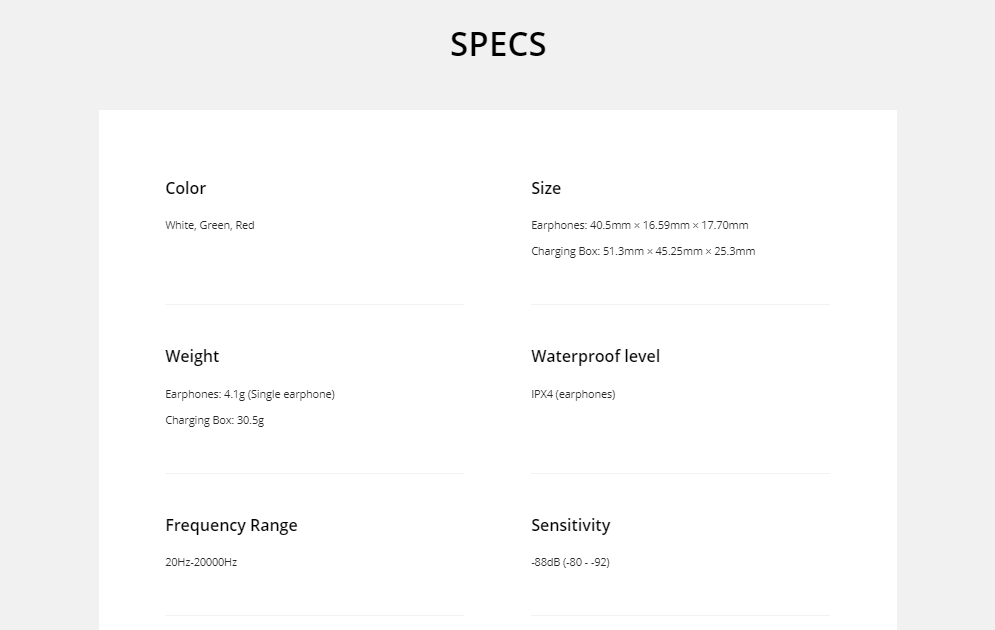 SPECS
Color
White, Green, Red
Size
Earphones: 40.5mm × 16.59mm × 17.70mm
Charging Box: 51.3mm × 45.25mm × 25.3mm
Weight
Earphones: 4.1g (Single earphone)
Charging Box: 30.5g
Waterproof level
IPX4 (earphones)
Frequency Range
20Hz-20000Hz
Sensitivity
-88dB (-80 - -92)